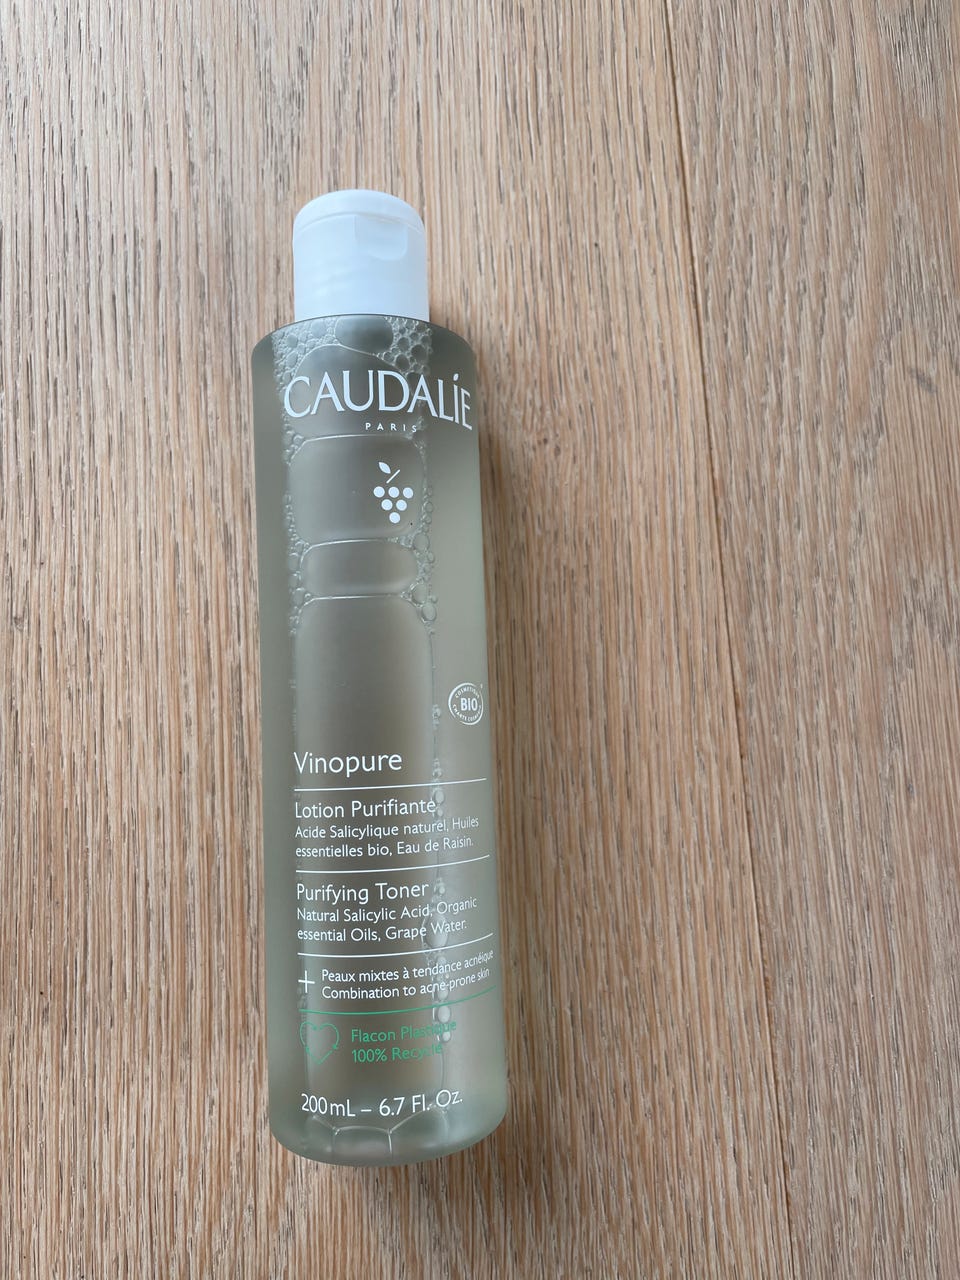 CAUDALÍE
PARIS
COSMÉTIQUE
BIO
Vinopure
Lotion Purifiante
Acide Salicylique naturel, Huiles
essentielles bio, Eau de Raisin.
Purifying Toner
Natural Salicylic Acid, Organic
essential Oils, Grape Water.
+ Peaux mixtes à tendance acnéique
Combination to acne-prone skin
Flacon Plastique
100% Recyclé
200mL – 6.7 Fl. Oz.